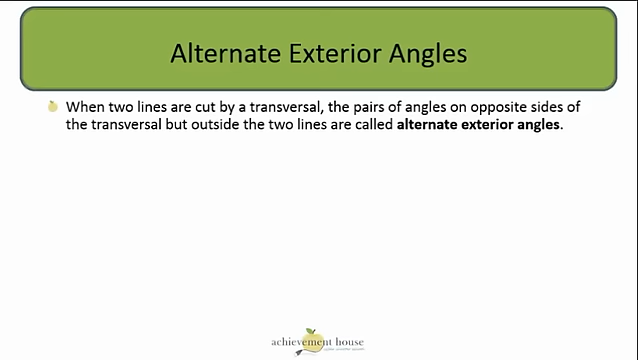 Alternate Exterior Angles
When two lines are cut by a transversal, the pairs of angles on opposite sides of
the transversal but outside the two lines are called alternate exterior angles.
achievement house